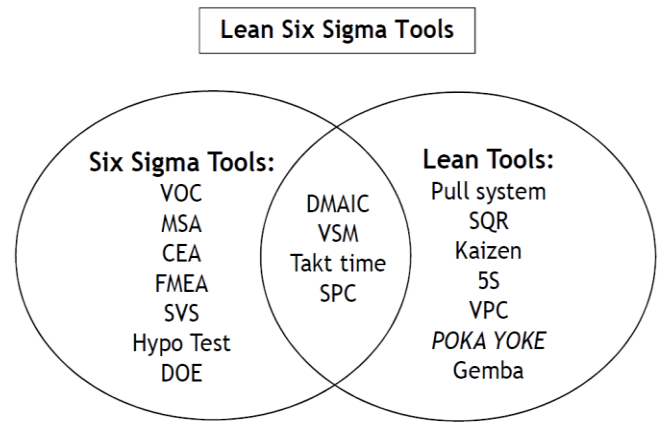 Lean Six Sigma Tools
Six Sigma Tools:
VOC
MSA
CEA
FMEA
SVS
Hypo Test
DOE
DMAIC
VSM
Takt time
SPC
Lean Tools:
Pull system
SQR
Kaizen
5S
VPC
POKA YOKE
Gemba